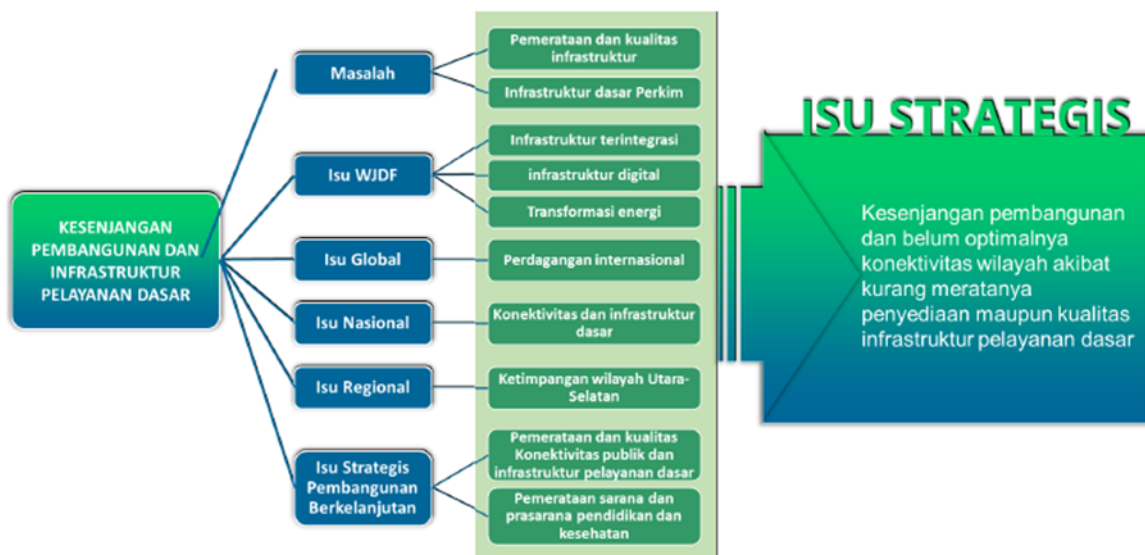 KESENJANGAN
PEMBANGUNAN DAN
INFRASTRUKTUR
PELAYANAN DASAR
Masalah
Pemerataan dan kualitas
infrastruktur
Infrastruktur dasar Perkim
Isu WJDF
Infrastruktur terintegrasi
infrastruktur digital
Transformasi energi
Isu Global
Perdagangan internasional
Isu Nasional
Konektivitas dan infrastruktur
dasar
Isu Regional
Ketimpangan wilayah Utara-
Selatan
Isu Strategis
Pembangunan
Berkelanjutan
Pemerataan dan kualitas
Konektivitas publik dan
infrastruktur pelayanan dasar
Pemerataan sarana dan
prasarana pendidikan dan
kesehatan
ISU STRATEGIS
Kesenjangan pembangunan
dan belum optimalnya
konektivitas wilayah akibat
kurang meratanya
penyediaan maupun kualitas
infrastruktur pelayanan dasar